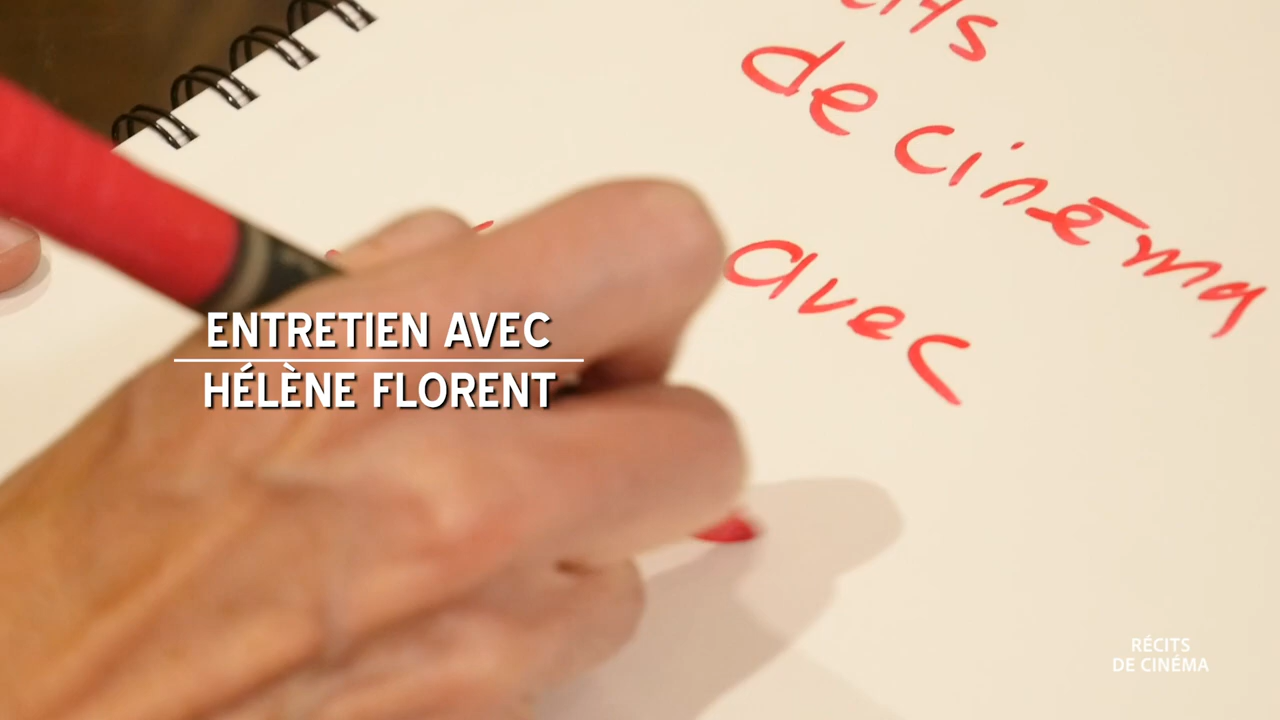 de cinéma
avec
ENTRETIEN AVEC
HÉLÈNE FLORENT
RÉCITS
DE CINÉMA